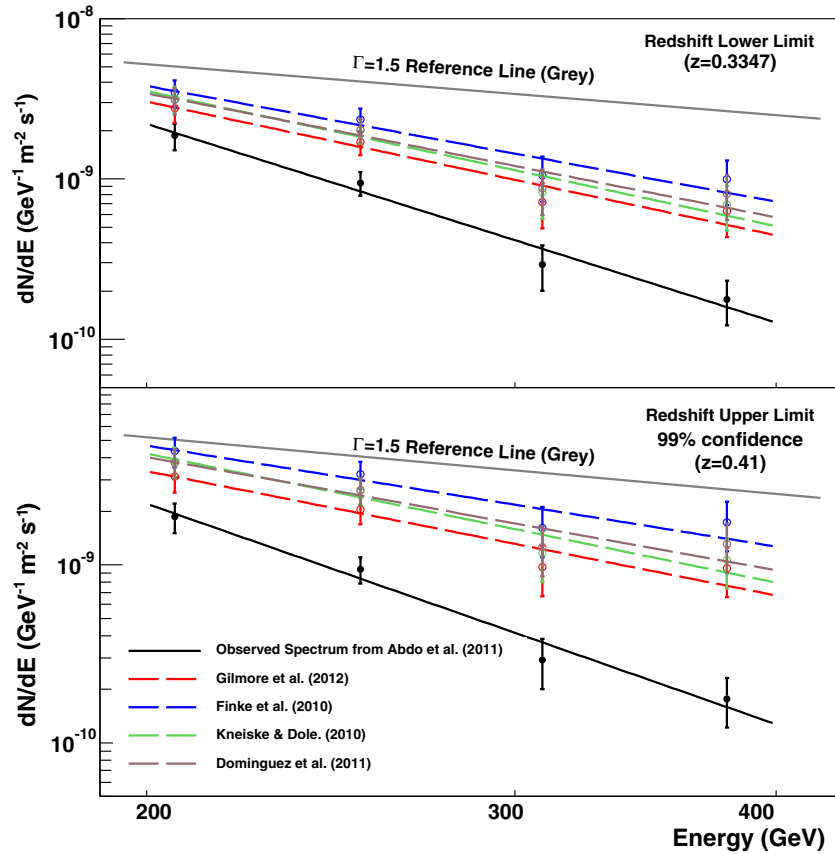 10⁻⁸
Γ=1.5 Reference Line (Grey)
Redshift Lower Limit
(z=0.3347)
dN/dE (GeV⁻¹ m⁻² s⁻¹)
10⁻⁹
10⁻¹⁰
Γ=1.5 Reference Line (Grey)
Redshift Upper Limit
99% confidence
(z=0.41)
dN/dE (GeV⁻¹ m⁻² s⁻¹)
10⁻⁹
10⁻¹⁰
Observed Spectrum from Abdo et al. (2011)
Gilmore et al. (2012)
Finke et al. (2010)
Kneiske & Dole. (2010)
Dominguez et al. (2011)
200
300
400
Energy (GeV)